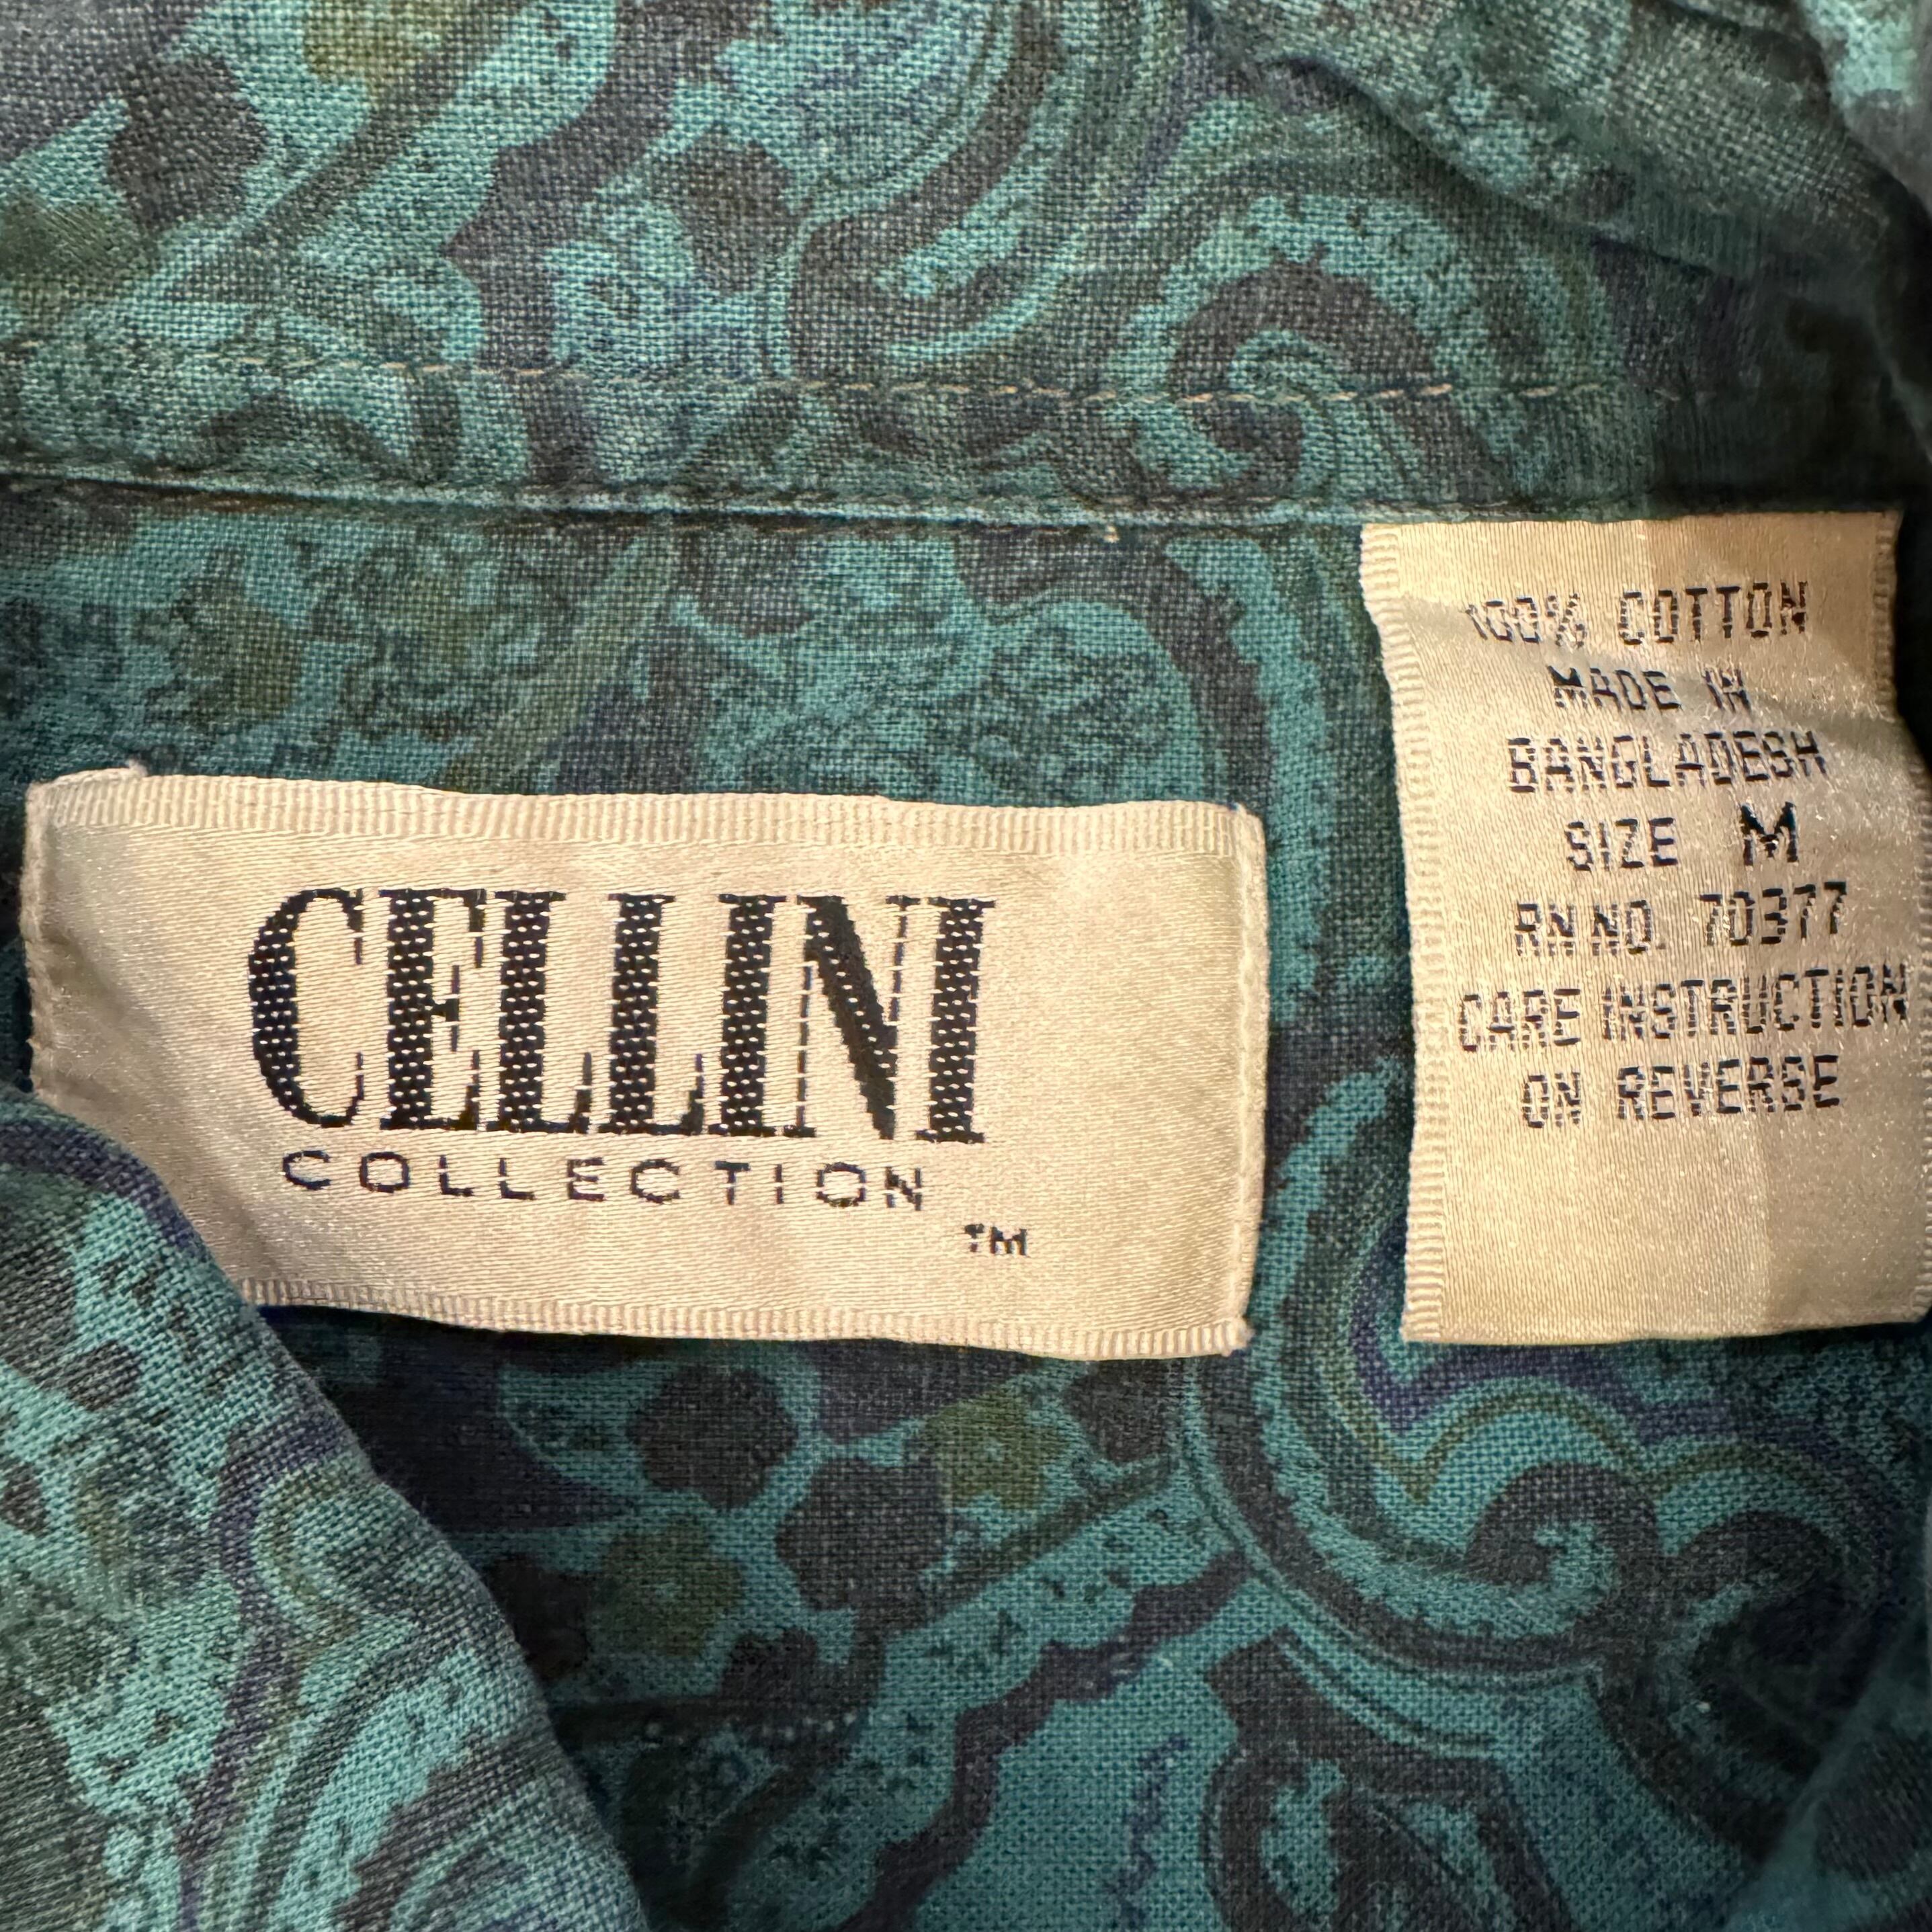 CELLINI
COLLECTION
™
100% COTTON
MADE IN
BANGLADESH
SIZE M
RN NO. 70377
CARE INSTRUCTION
ON REVERSE